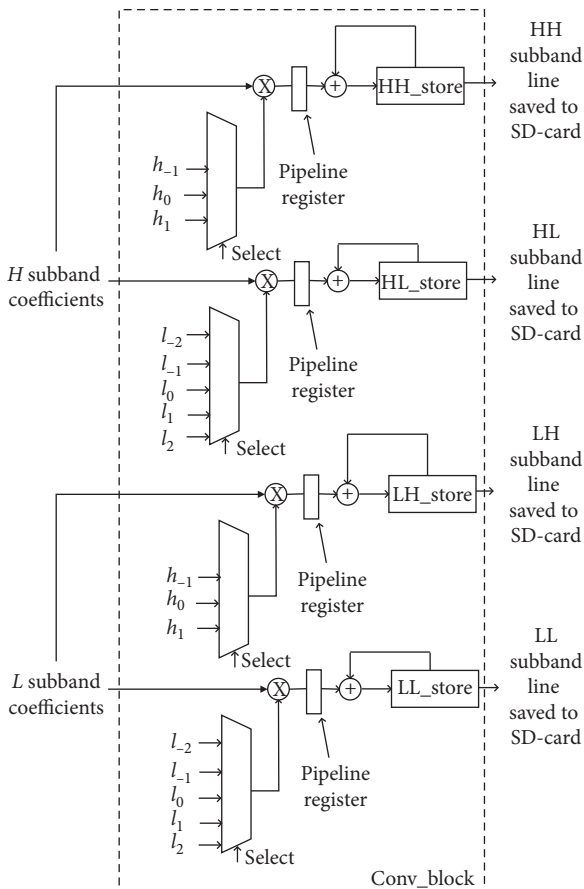 HH
subband
line
saved to
SD-card
HH_store
X
+
Pipeline
register
h₋₁
h₀
h₁
Select
H subband
coefficients
HL
subband
line
saved to
SD-card
HL_store
X
+
Pipeline
register
l₋₂
l₋₁
l₀
l₁
l₂
Select
LH
subband
line
saved to
SD-card
LH_store
X
+
Pipeline
register
h₋₁
h₀
h₁
Select
L subband
coefficients
LL
subband
line
saved to
SD-card
LL_store
X
+
Pipeline
register
l₋₂
l₋₁
l₀
l₁
l₂
Select
Conv_block